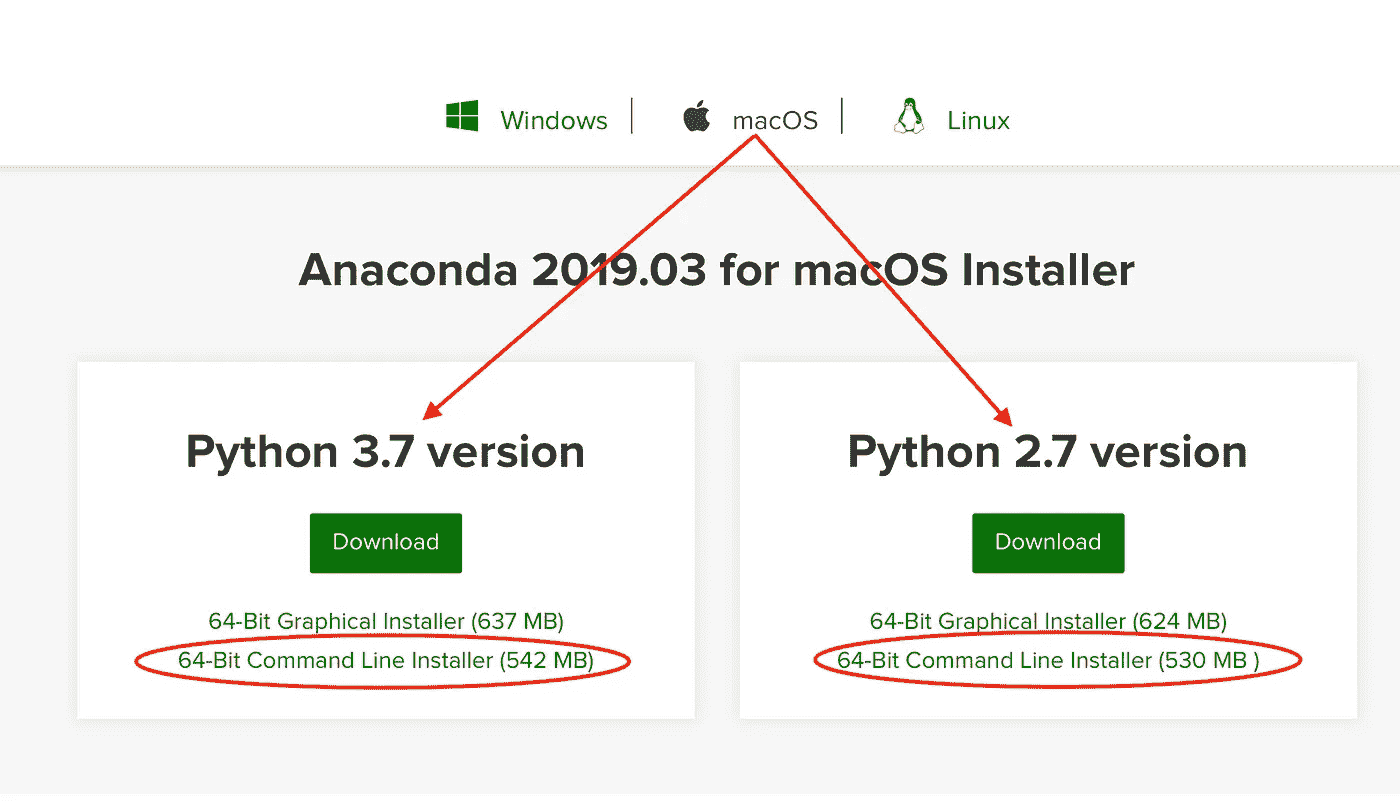 Windows macOS Linux
Anaconda 2019.03 for macOS Installer
Python 3.7 version
Download
64-Bit Graphical Installer (637 MB)
64-Bit Command Line Installer (542 MB)
Python 2.7 version
Download
64-Bit Graphical Installer (624 MB)
64-Bit Command Line Installer (530 MB )